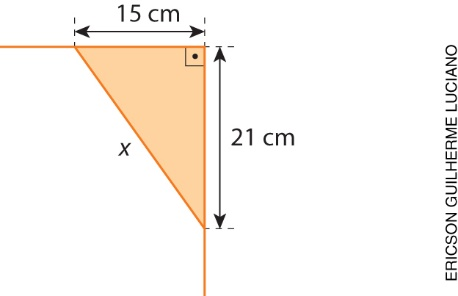 15 cm
21 cm
x
ERICSON GUILHERME LUCIANO